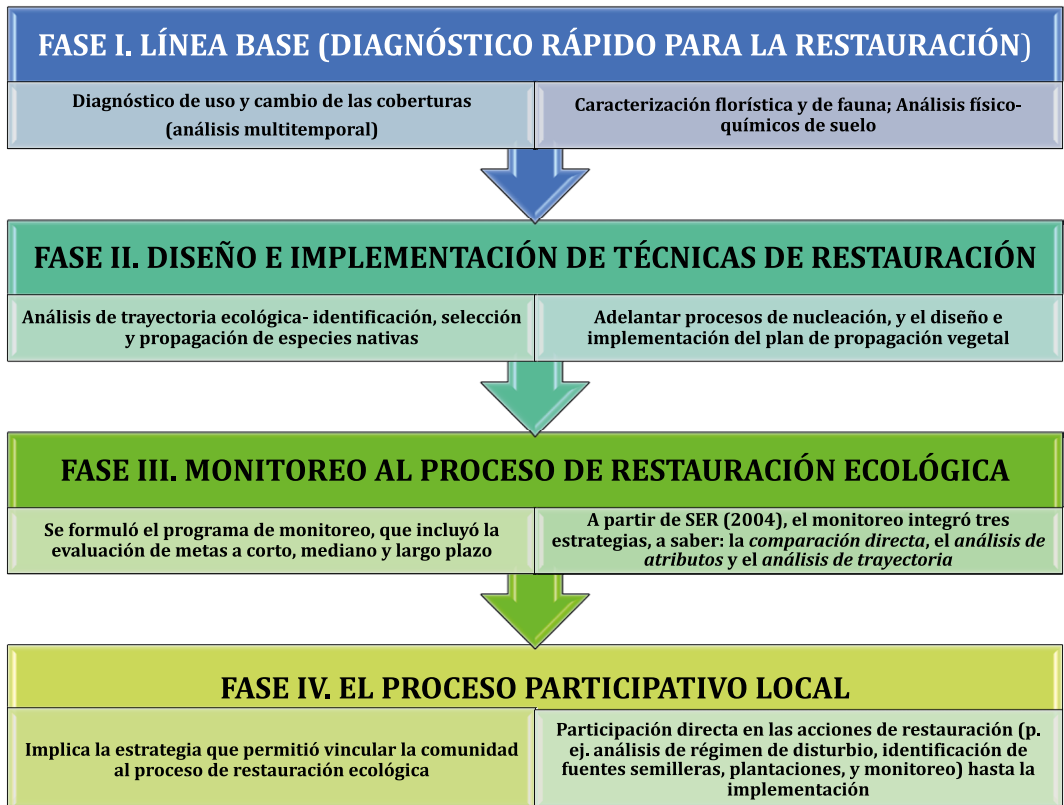 FASE I. LÍNEA BASE (DIAGNÓSTICO RÁPIDO PARA LA RESTAURACIÓN)
Diagnóstico de uso y cambio de las coberturas
(análisis multitemporal)
Caracterización florística y de fauna; Análisis físico-
químicos de suelo
FASE II. DISEÑO E IMPLEMENTACIÓN DE TÉCNICAS DE RESTAURACIÓN
Análisis de trayectoria ecológica- identificación, selección
y propagación de especies nativas
Adelantar procesos de nucleación, y el diseño e
implementación del plan de propagación vegetal
FASE III. MONITOREO AL PROCESO DE RESTAURACIÓN ECOLÓGICA
Se formuló el programa de monitoreo, que incluyó la
evaluación de metas a corto, mediano y largo plazo
A partir de SER (2004), el monitoreo integró tres
estrategias, a saber: la comparación directa, el análisis de
atributos y el análisis de trayectoria
FASE IV. EL PROCESO PARTICIPATIVO LOCAL
Implica la estrategia que permitió vincular la comunidad
al proceso de restauración ecológica
Participación directa en las acciones de restauración (p.
ej. análisis de régimen de disturbio, identificación de
fuentes semilleras, plantaciones, y monitoreo) hasta la
implementación